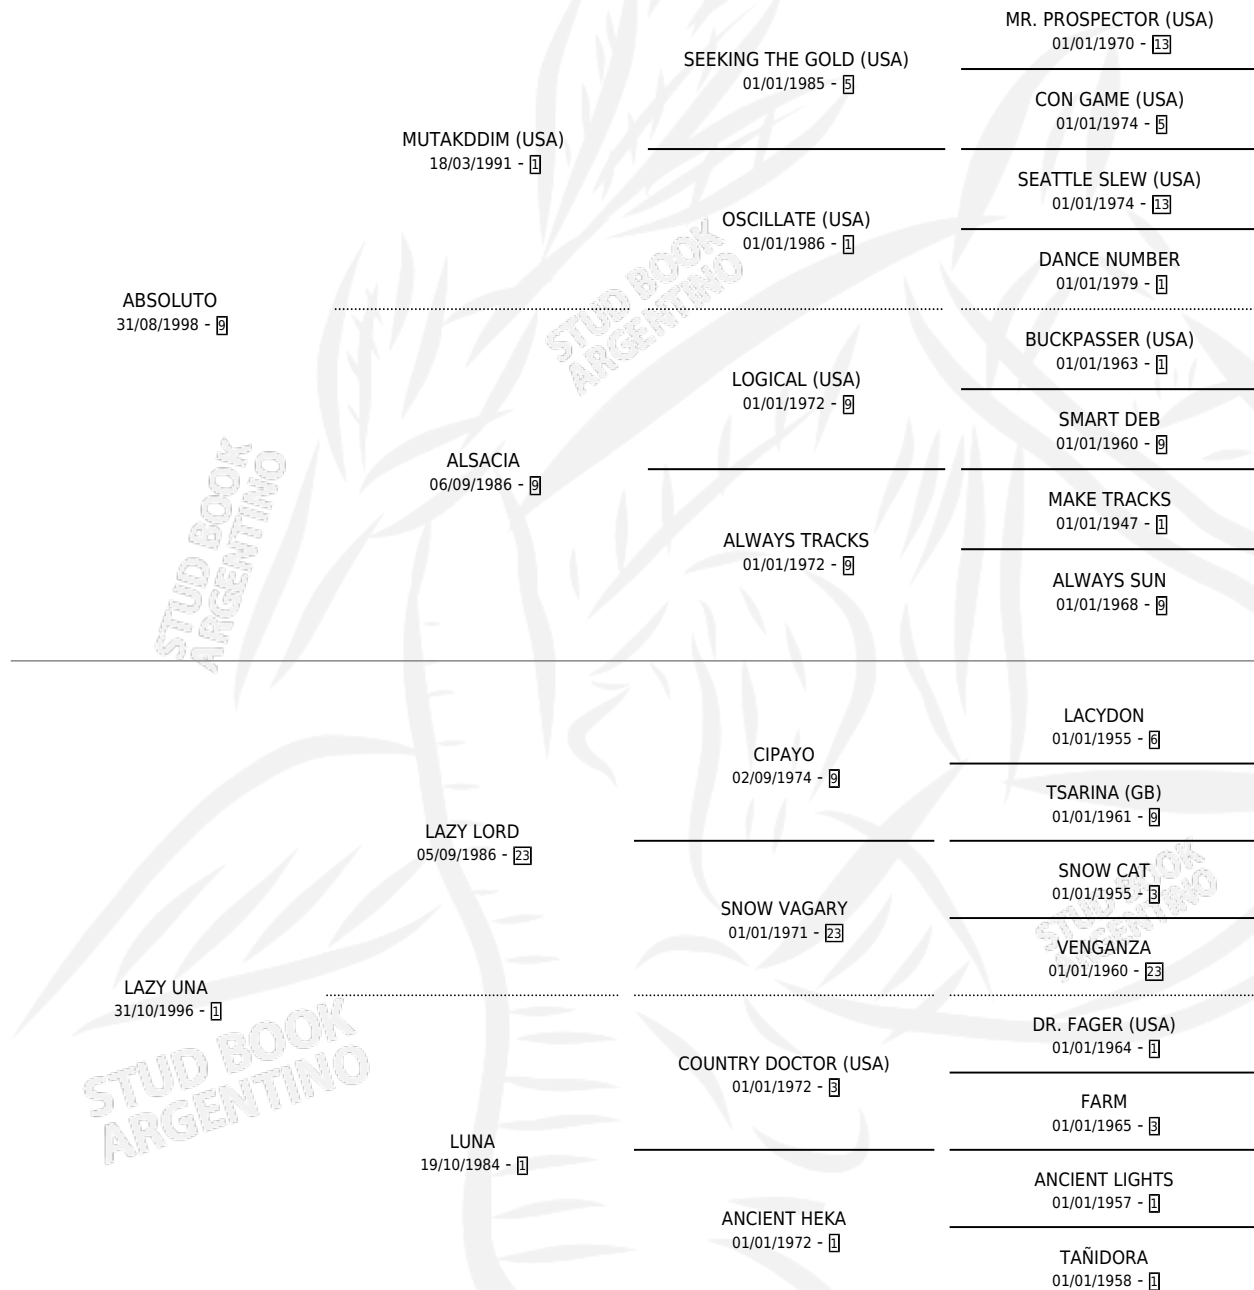 MR. PROSPECTOR (USA)
01/01/1970 - 13
SEEKING THE GOLD (USA)
01/01/1985 - 5
CON GAME (USA)
01/01/1974 - 5
MUTAKDDIM (USA)
18/03/1991 - 1
SEATTLE SLEW (USA)
01/01/1974 - 13
OSCILLATE (USA)
01/01/1986 - 1
DANCE NUMBER
01/01/1979 - 1
ABSOLUTO
31/08/1998 - 9
BUCKPASSER (USA)
01/01/1963 - 1
LOGICAL (USA)
01/01/1972 - 9
SMART DEB
01/01/1960 - 9
ALSACIA
06/09/1986 - 9
MAKE TRACKS
01/01/1947 - 1
ALWAYS TRACKS
01/01/1972 - 9
ALWAYS SUN
01/01/1968 - 9
LACYDON
01/01/1955 - 6
CIPAYO
02/09/1974 - 9
TSARINA (GB)
01/01/1961 - 9
LAZY LORD
05/09/1986 - 23
SNOW CAT
01/01/1955 - 3
SNOW VAGARY
01/01/1971 - 23
VENGANZA
01/01/1960 - 23
LAZY UNA
31/10/1996 - 1
DR. FAGER (USA)
01/01/1964 - 1
COUNTRY DOCTOR (USA)
01/01/1972 - 3
FARM
01/01/1965 - 3
LUNA
19/10/1984 - 1
ANCIENT LIGHTS
01/01/1957 - 1
ANCIENT HEKA
01/01/1972 - 1
TAÑIDORA
01/01/1958 - 1
STUD BOOK
ARGENTINO
STUD BOOK
ARGENTINO
STUD BOOK
ARGENTINO
STUD BOOK
ARGENTINO